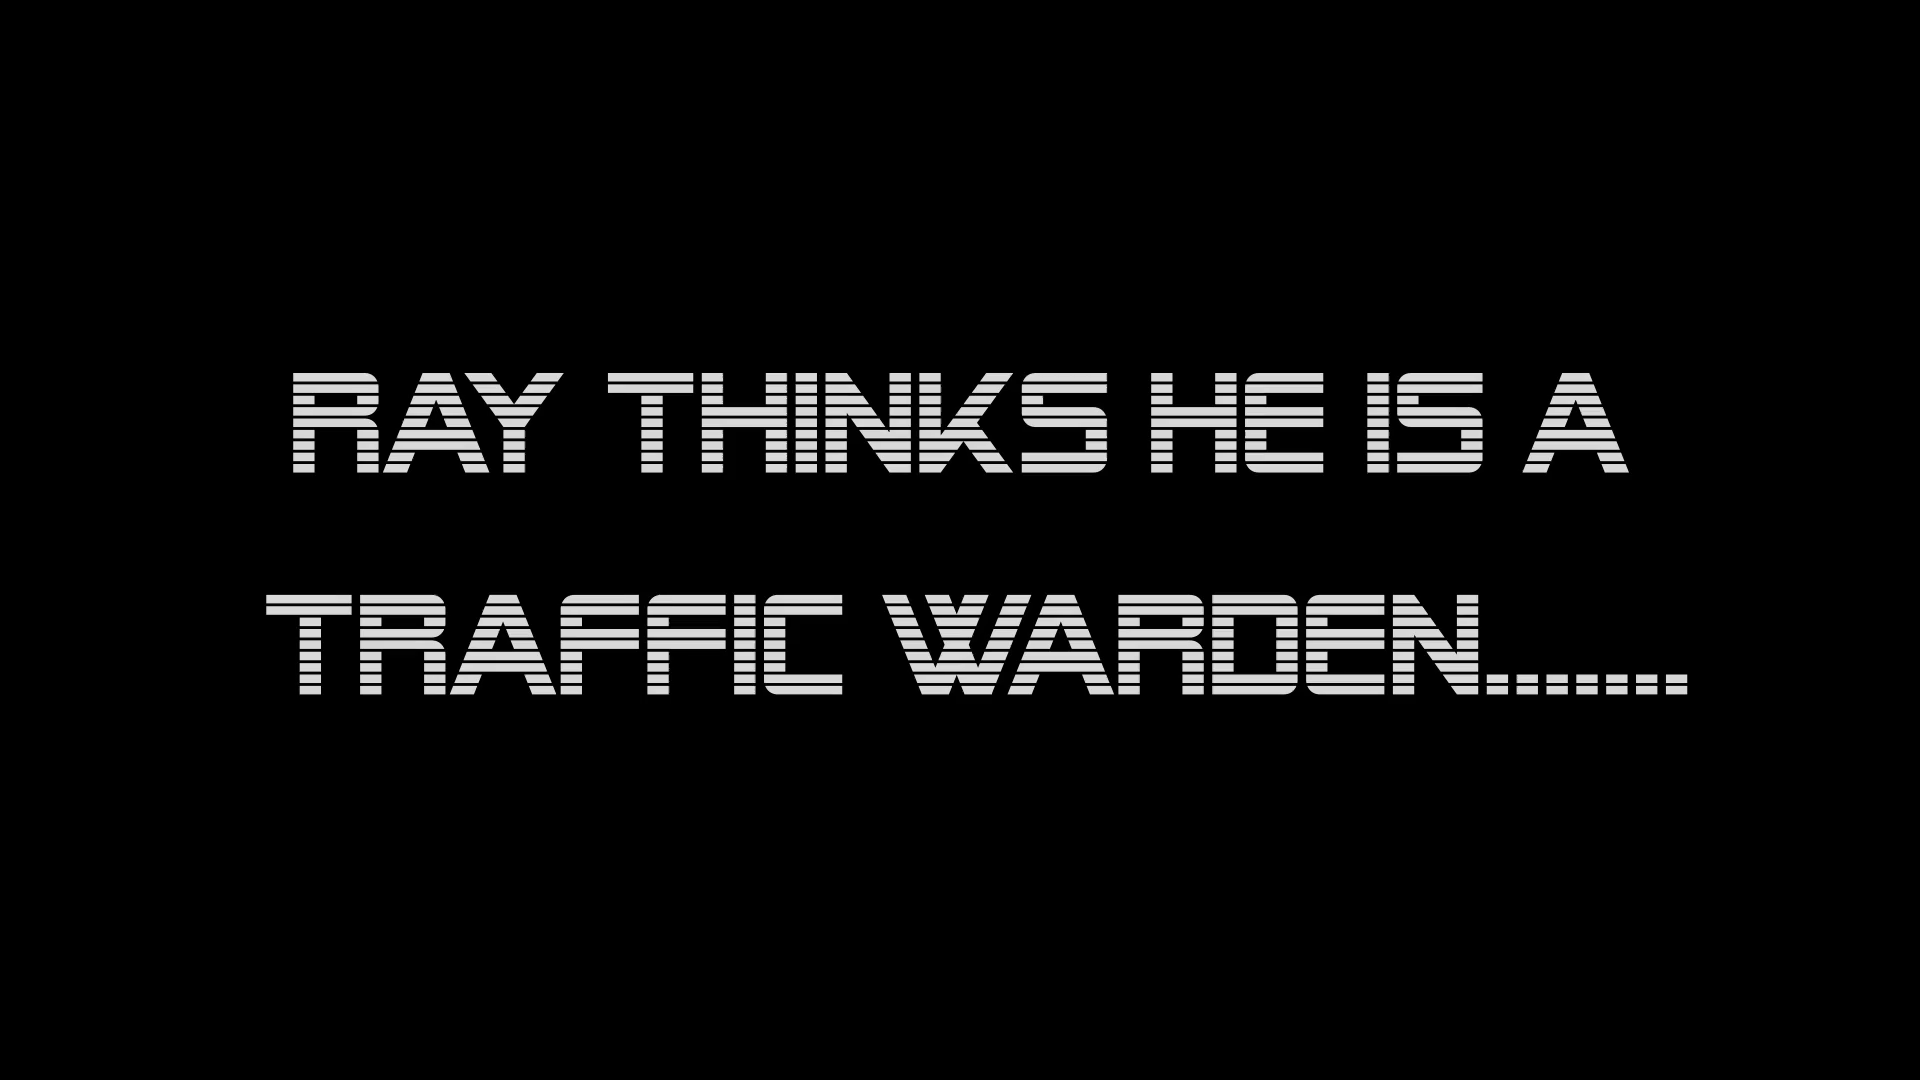 RAY THINKS HE IS A
TRAFFIC WARDEN.......